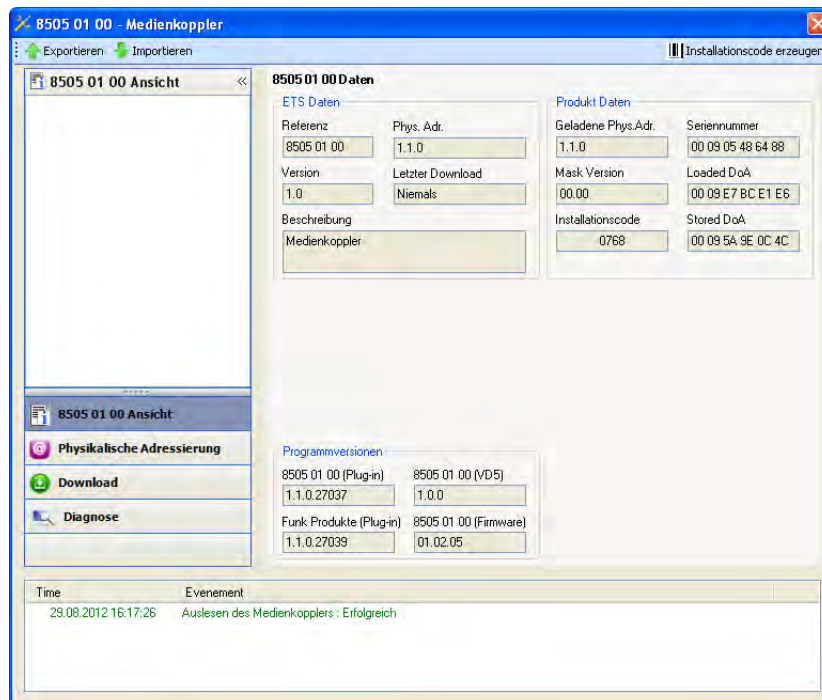 8505 01 00 - Medienkoppler
Exportieren Importieren Installationscode erzeugen
8505 01 00 Ansicht «
8505 01 00 Ansicht
Physikalische Adressierung
Download
Diagnose
8505 01 00 Daten
ETS Daten
Referenz Phys. Adr.
8505 01 00 1.1.0
Version Letzter Download
1.0 Niemals
Beschreibung
Medienkoppler
Produkt Daten
Geladene Phys.Adr. Seriennummer
1.1.0 00 09 05 48 64 88
Mask Version Loaded DoA
00.00 00 09 E7 BC E1 E6
Installationscode Stored DoA
0768 00 09 5A 9E 0C 4C
Programmversionen
8505 01 00 (Plug-in) 8505 01 00 (VD5)
1.1.0.27037 1.0.0
Funk Produkte (Plug-in) 8505 01 00 (Firmware)
1.1.0.27039 01.02.05
Time Evenement
29.08.2012 16:17:26 Auslesen des Medienkopplers : Erfolgreich